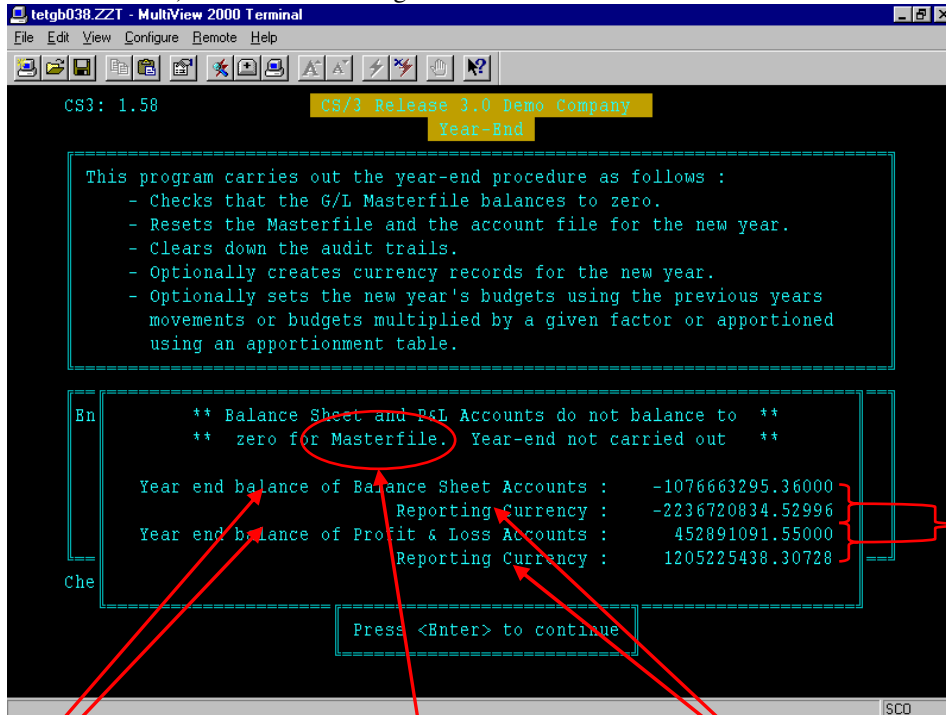 tetgb038.ZZT - MultiView 2000 Terminal
File Edit View Configure Remote Help
CS3: 1.58 CS/3 Release 3.0 Demo Company
Year-End
This program carries out the year-end procedure as follows :
- Checks that the G/L Masterfile balances to zero.
- Resets the Masterfile and the account file for the new year.
- Clears down the audit trails.
- Optionally creates currency records for the new year.
- Optionally sets the new year's budgets using the previous years
movements or budgets multiplied by a given factor or apportioned
using an apportionment table.
En
** Balance Sheet and P&L Accounts do not balance to **
** zero for Masterfile. Year-end not carried out **
Year end balance of Balance Sheet Accounts : -1076663295.36000
Reporting Currency : -2236720834.52996
Year end balance of Profit & Loss Accounts : 452891091.55000
Reporting Currency : 1205225438.30728
Che
Press <Enter> to continue
SCO